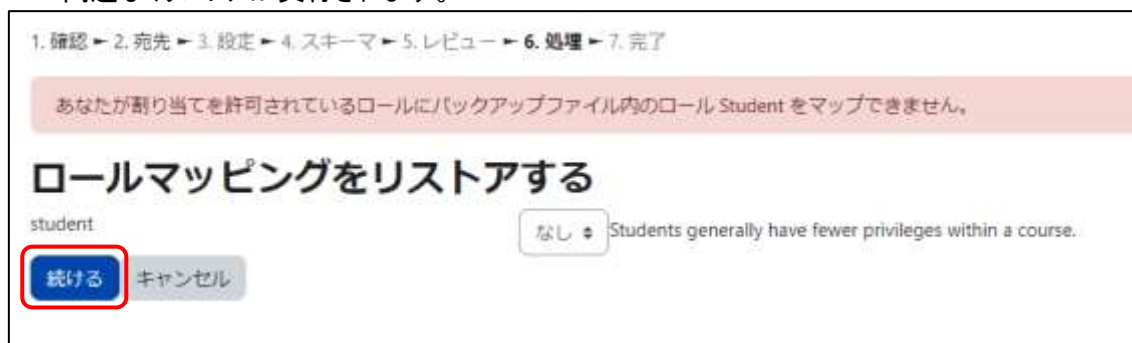 1. 確認 ► 2. 宛先 ► 3. 設定 ► 4. スキーマ ► 5. レビュー ► 6. 処理 ► 7. 完了
あなたが割り当てを許可されているロールにバックアップファイル内のロール Student をマップできません。
ロールマッピングをリストアする
student なし Students generally have fewer privileges within a course.
続ける キャンセル